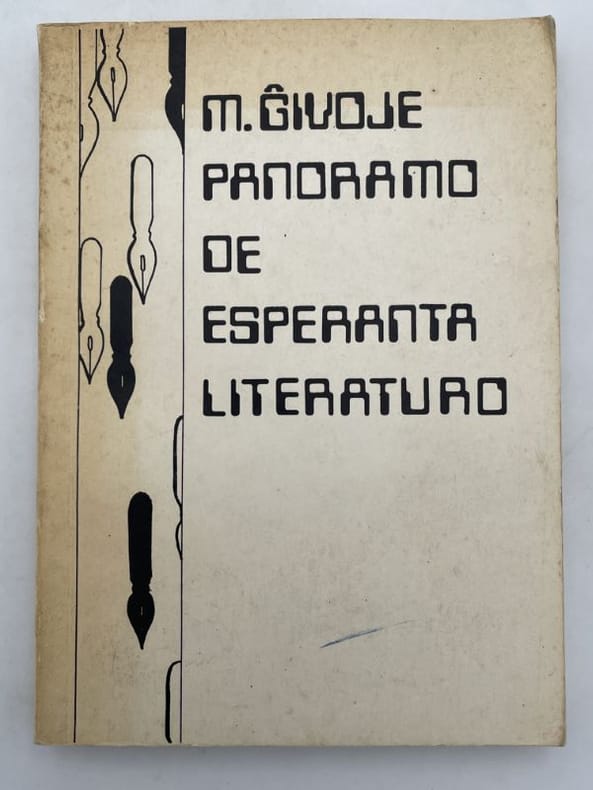 M. ĜIVOJE
PANORAMO
DE
ESPERANTA
LITERATURO